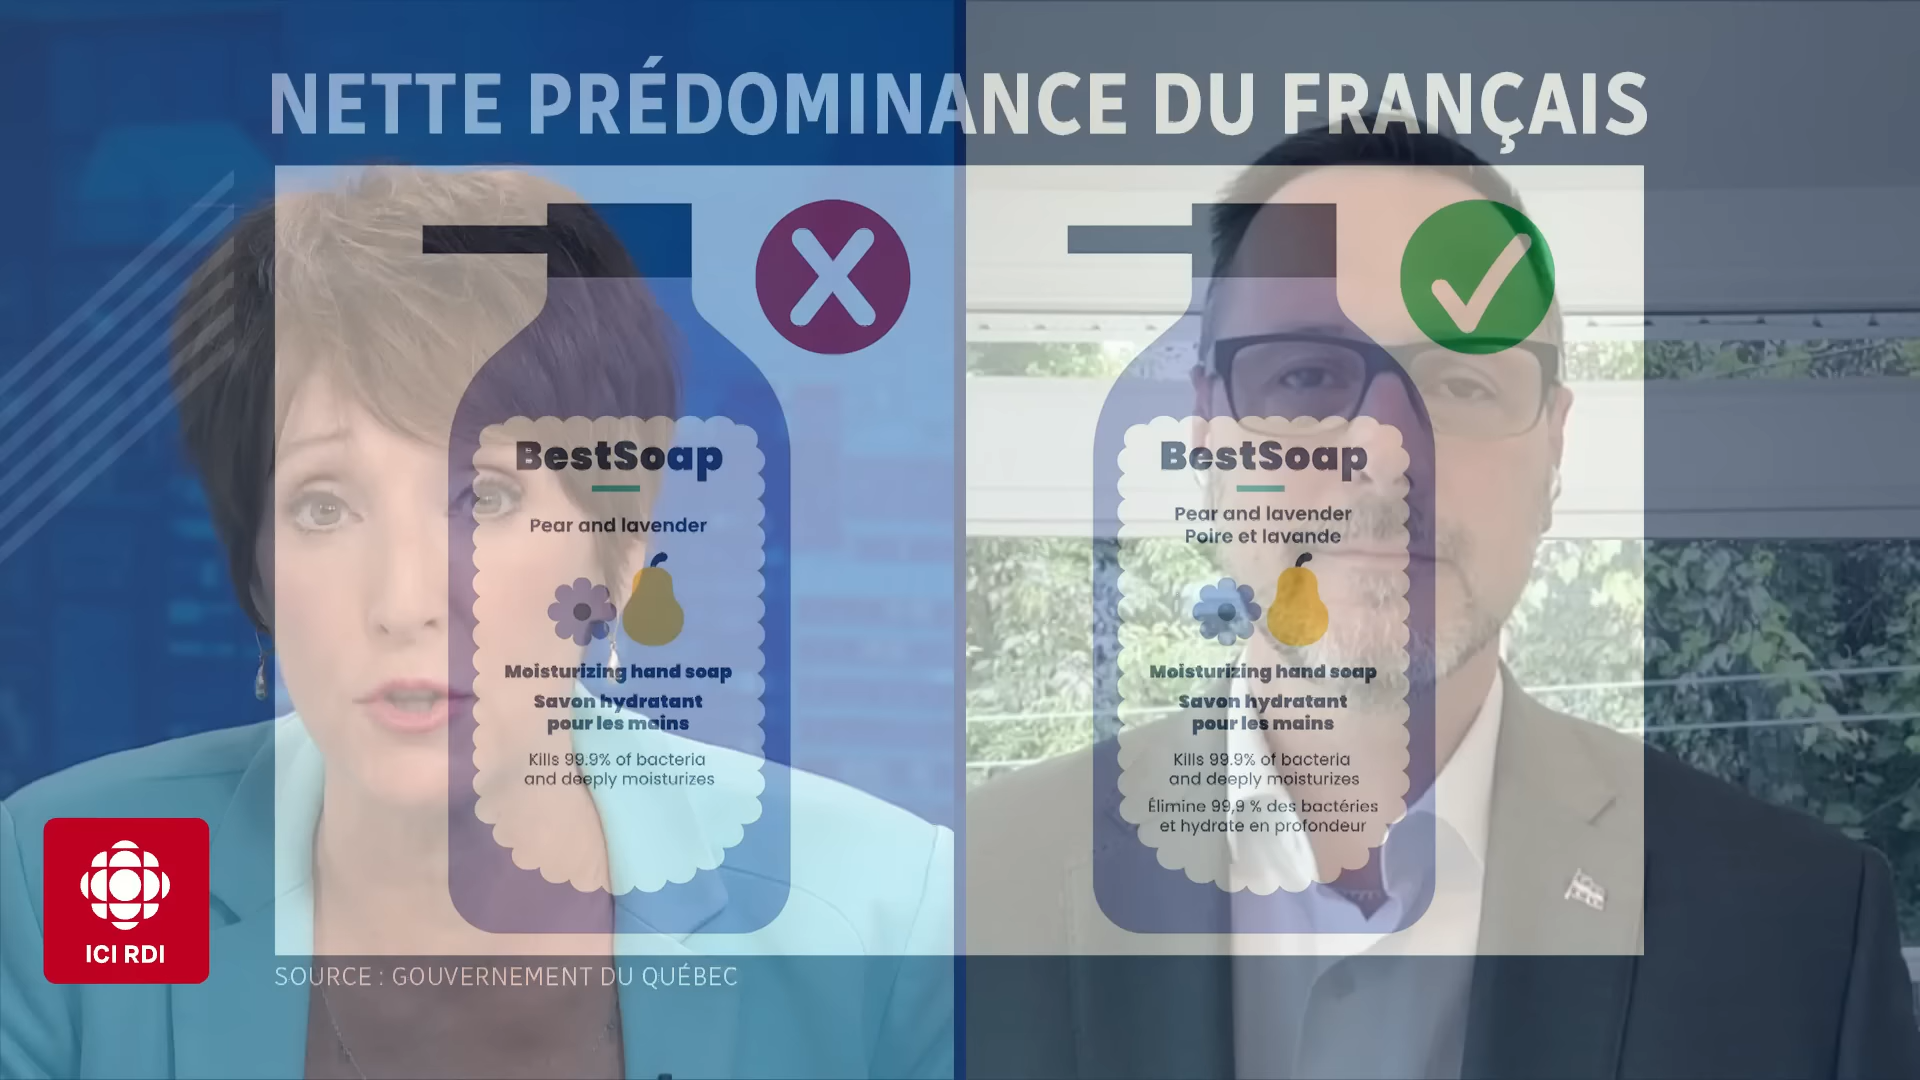 NETTE PRÉDOMINANCE DU FRANÇAIS
BestSoap
Pear and lavender
Moisturizing hand soap
Savon hydratant
pour les mains
Kills 99.9% of bacteria
and deeply moisturizes
BestSoap
Pear and lavender
Poire et lavande
Moisturizing hand soap
Savon hydratant
pour les mains
Kills 99.9% of bacteria
and deeply moisturizes
Élimine 99,9 % des bactéries
et hydrate en profondeur
ICI RDI
SOURCE : GOUVERNEMENT DU QUÉBEC